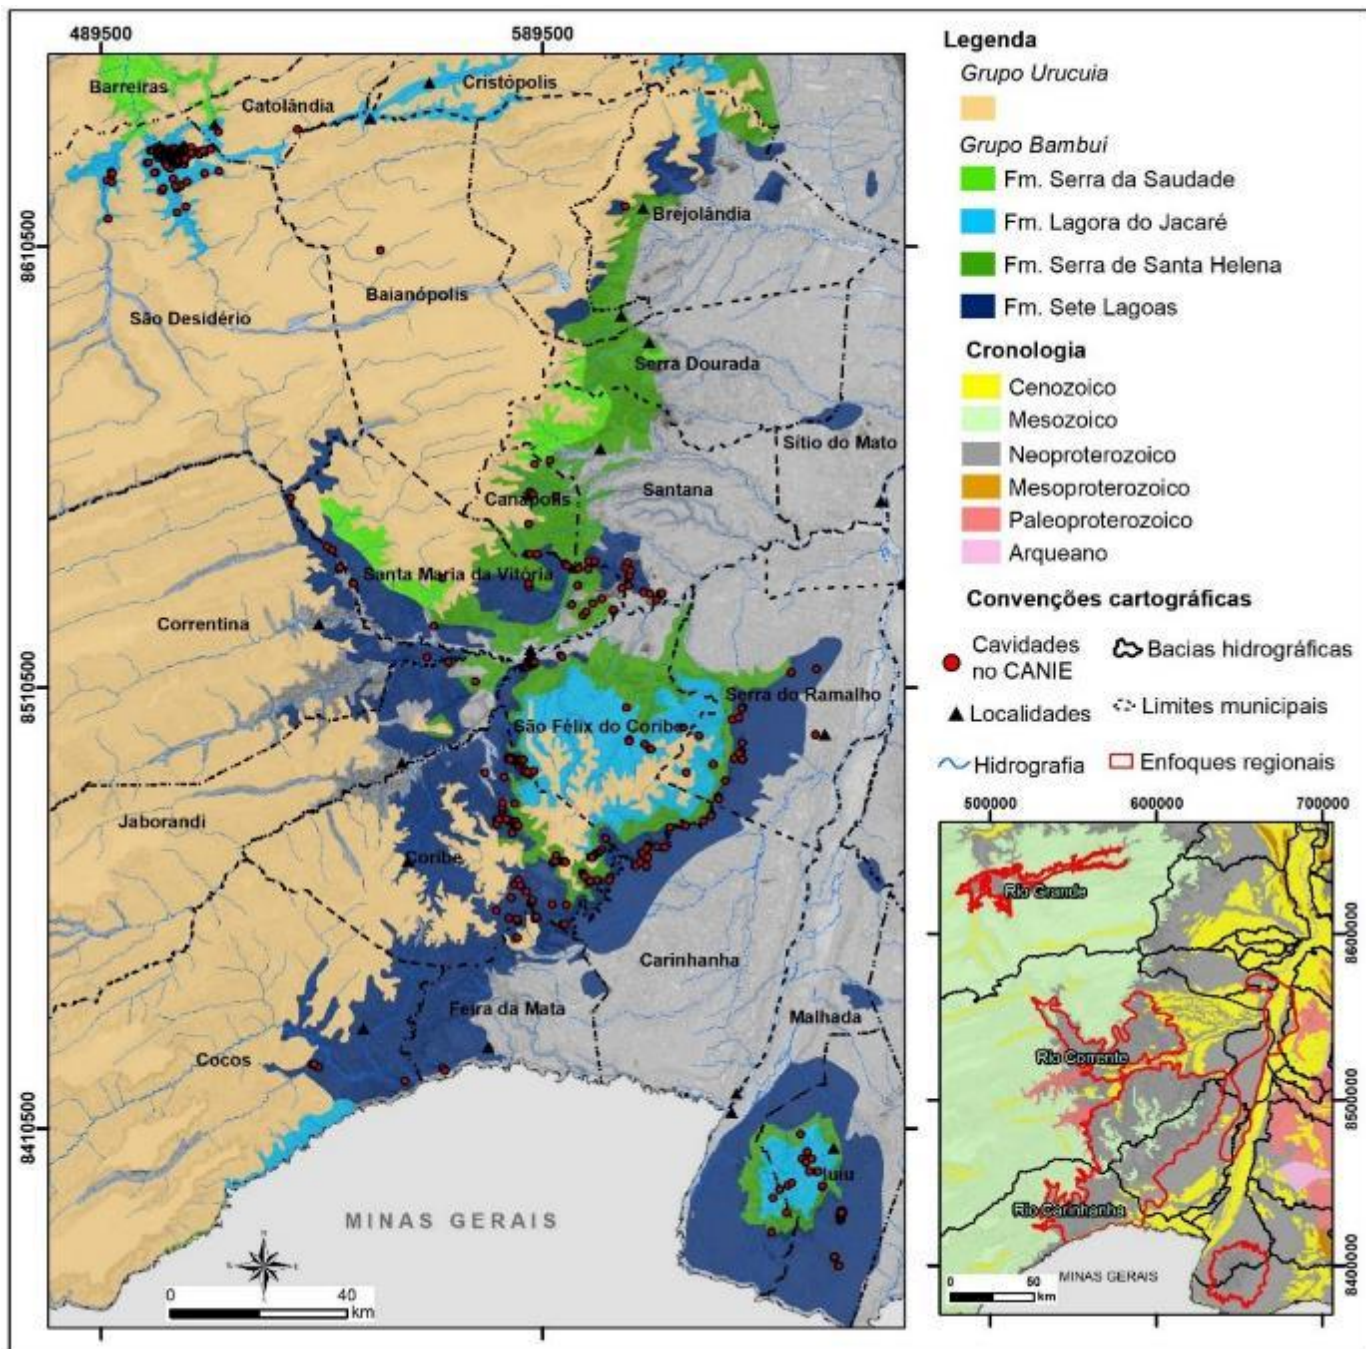 489500
589500
Barreiras
Catolândia
Cristópolis
Brejolândia
8610500
Baianópolis
São Desidério
Serra Dourada
Sítio do Mato
Canápolis
Santana
Santa Maria da Vitória
Correntina
8510500
Serra do Ramalho
São Félix do Coribe
Jaborandi
Coribe
Carinhanha
Feira da Mata
Malhada
Cocos
8410500
Iuiu
MINAS GERAIS
0
40
km
Legenda
Grupo Urucuia
Grupo Bambuí
Fm. Serra da Saudade
Fm. Lagora do Jacaré
Fm. Serra de Santa Helena
Fm. Sete Lagoas
Cronologia
Cenozoico
Mesozoico
Neoproterozoico
Mesoproterozoico
Paleoproterozoico
Arqueano
Convenções cartográficas
Cavidades
no CANIE
Bacias hidrográficas
Localidades
Limites municipais
Hidrografia
Enfoques regionais
500000
600000
700000
Rio Grande
8600000
Rio Corrente
8500000
Rio Carinhanha
8400000
MINAS GERAIS
0
50
km